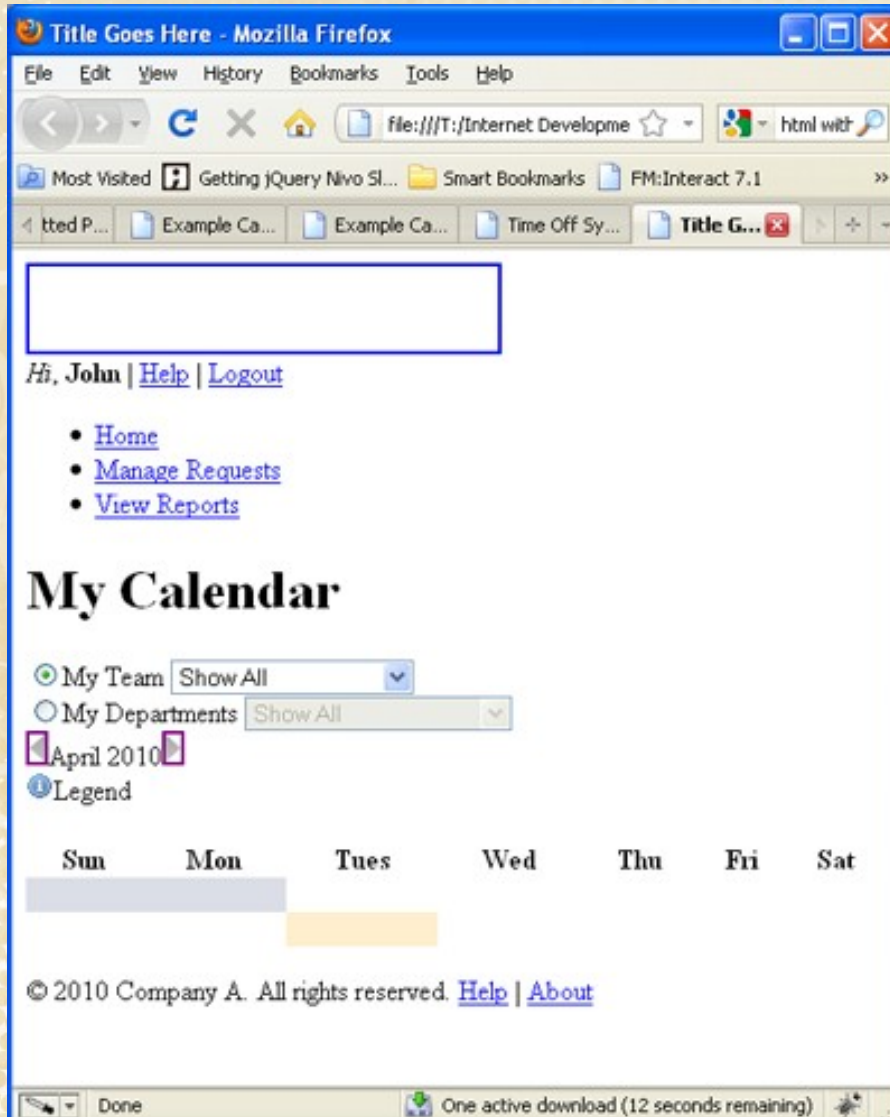 Title Goes Here - Mozilla Firefox
File Edit View History Bookmarks Tools Help
file:///T:/Internet Developme html with
Most Visited Getting jQuery Nivo Sl... Smart Bookmarks FM:Interact 7.1 »
tted P... Example Ca... Example Ca... Time Off Sy... Title G...
Hi, John | Help | Logout
• Home
• Manage Requests
• View Reports
My Calendar
My Team Show All
My Departments Show All
April 2010
Legend
Sun Mon Tues Wed Thu Fri Sat
© 2010 Company A. All rights reserved. Help | About
Done One active download (12 seconds remaining)